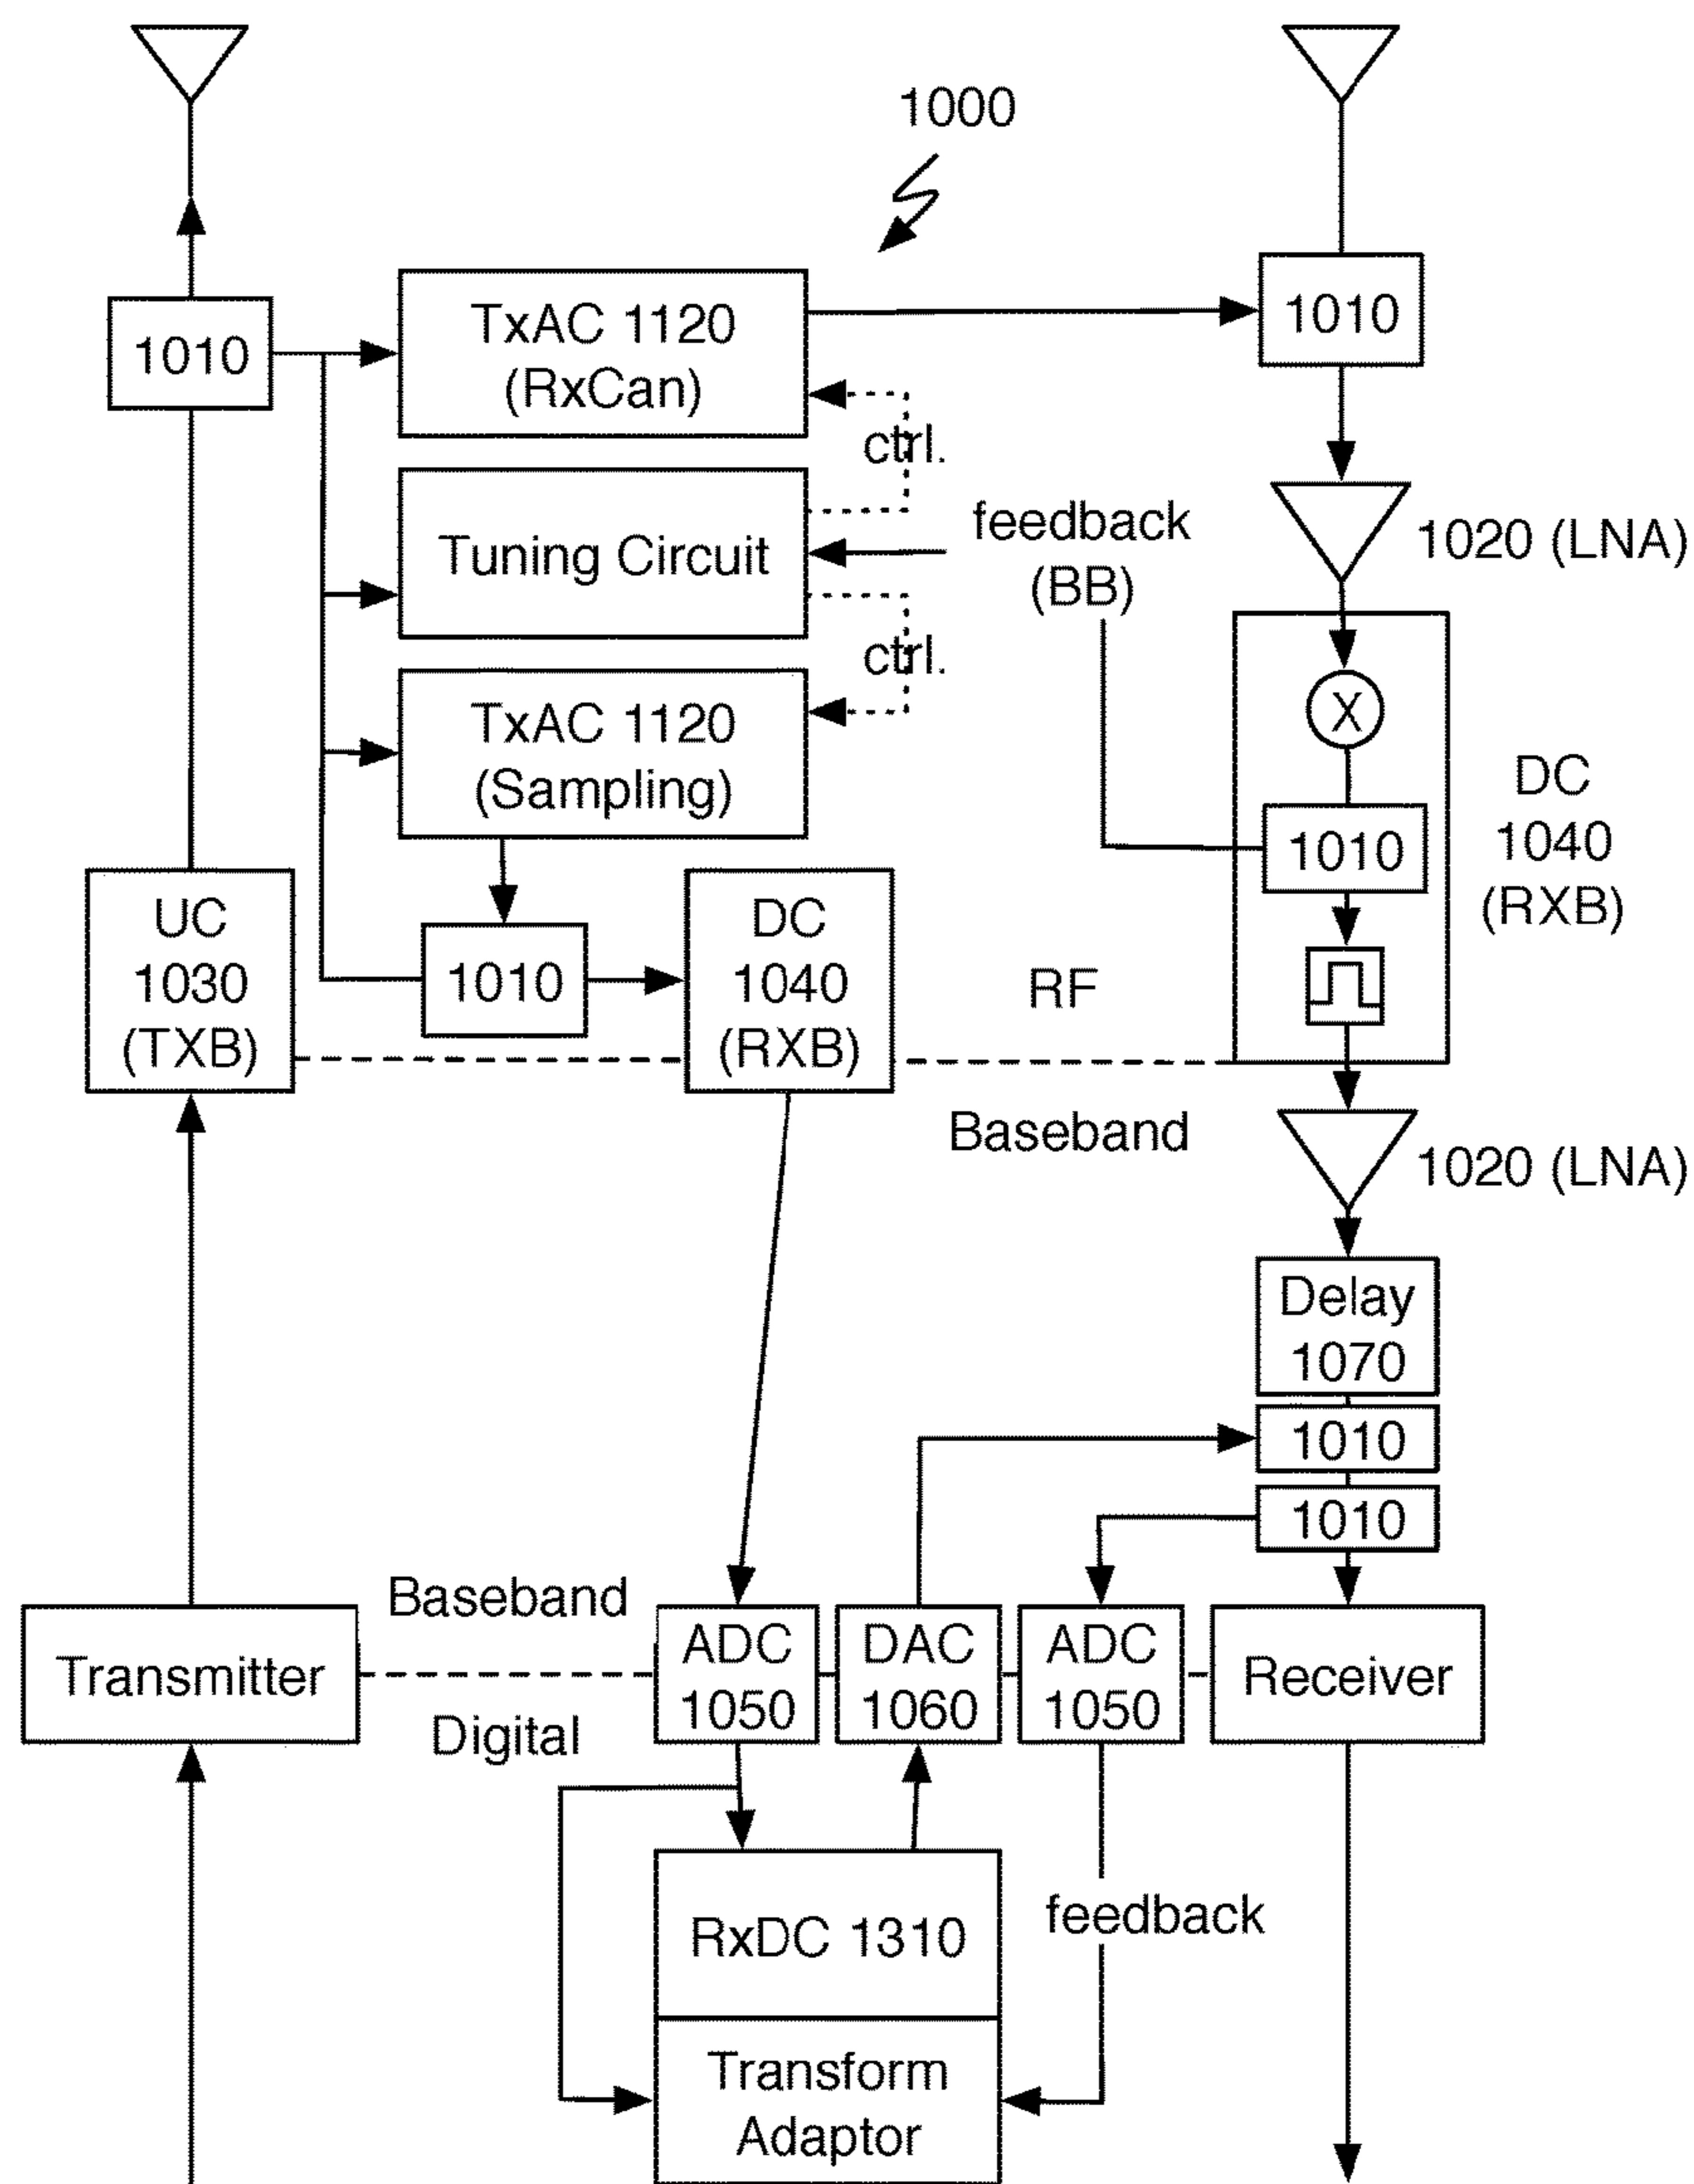 1000
1010
TxAC 1120
(RxCan)
1010
ctrl.
Tuning Circuit
feedback
(BB)
1020 (LNA)
ctrl.
TxAC 1120
(Sampling)
X
1010
DC
1040
(RXB)
UC
1030
(TXB)
1010
DC
1040
(RXB)
RF
Baseband
1020 (LNA)
Delay
1070
1010
1010
Baseband
Transmitter
ADC
1050
DAC
1060
ADC
1050
Receiver
Digital
RxDC 1310
feedback
Transform
Adaptor